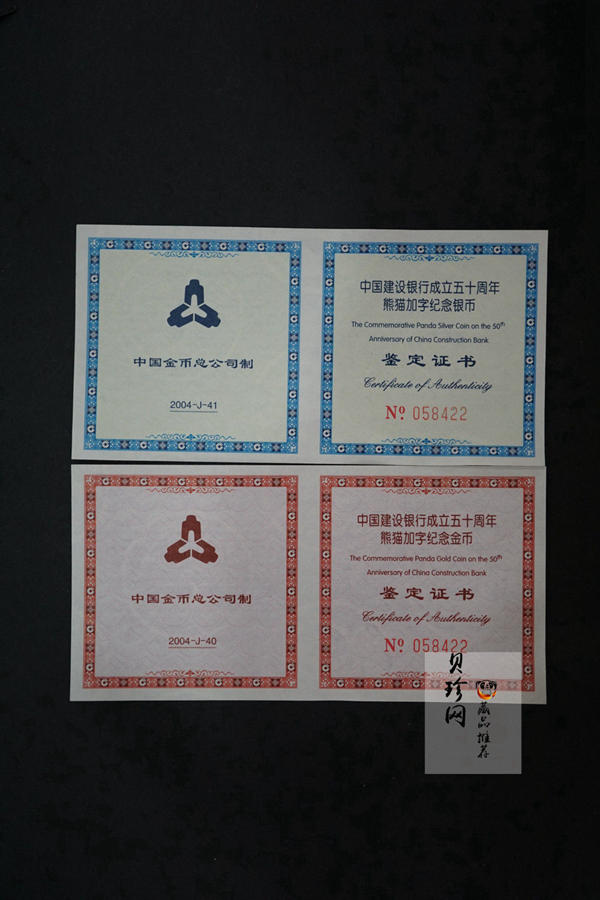 中国金币总公司制
2004-J-41
中国建设银行成立五十周年
熊猫加字纪念银币
The Commemorative Panda Silver Coin on the 50th
Anniversary of China Construction Bank
鉴定证书
Certificate of Authenticity
Nº 058422
中国金币总公司制
2004-J-40
中国建设银行成立五十周年
熊猫加字纪念金币
The Commemorative Panda Gold Coin on the 50th
Anniversary of China Construction Bank
鉴定证书
Certificate of Authenticity
Nº 058422
贝珍网
藏品推荐